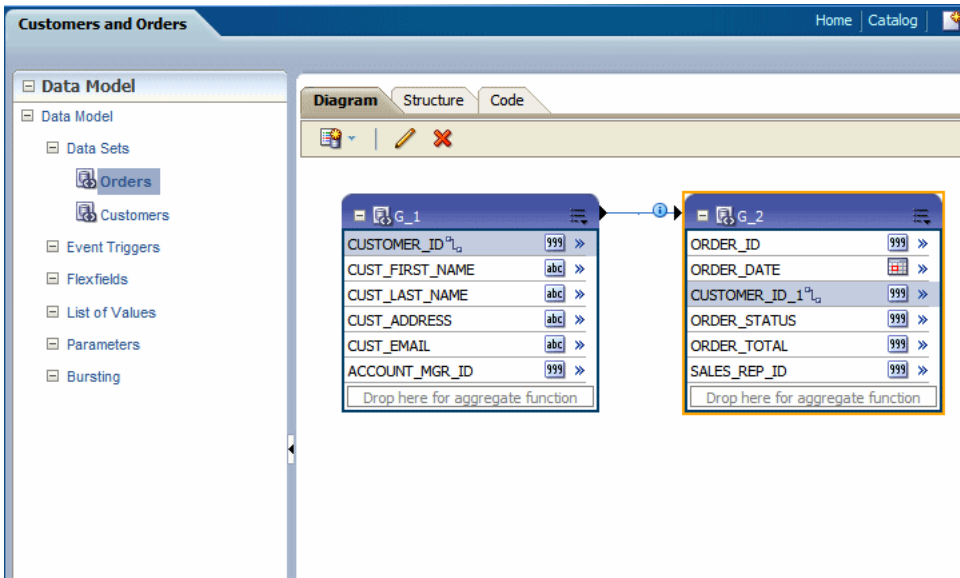 Customers and Orders
Home
Catalog
Data Model
Data Model
Data Sets
Orders
Customers
Event Triggers
Flexfields
List of Values
Parameters
Bursting
Diagram
Structure
Code
G_1
CUSTOMER_ID 999
CUST_FIRST_NAME abc
CUST_LAST_NAME abc
CUST_ADDRESS abc
CUST_EMAIL abc
ACCOUNT_MGR_ID 999
Drop here for aggregate function
G_2
ORDER_ID 999
ORDER_DATE
CUSTOMER_ID_1 999
ORDER_STATUS 999
ORDER_TOTAL 999
SALES_REP_ID 999
Drop here for aggregate function